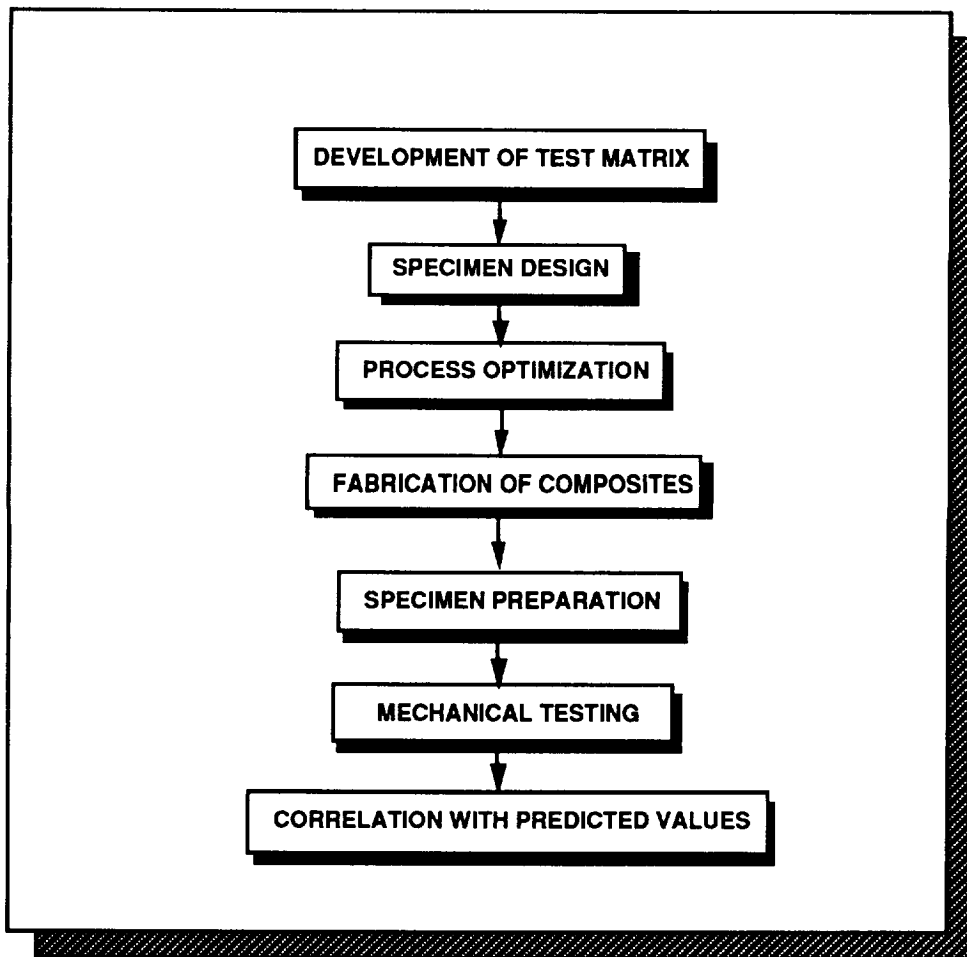 DEVELOPMENT OF TEST MATRIX
SPECIMEN DESIGN
PROCESS OPTIMIZATION
FABRICATION OF COMPOSITES
SPECIMEN PREPARATION
MECHANICAL TESTING
CORRELATION WITH PREDICTED VALUES